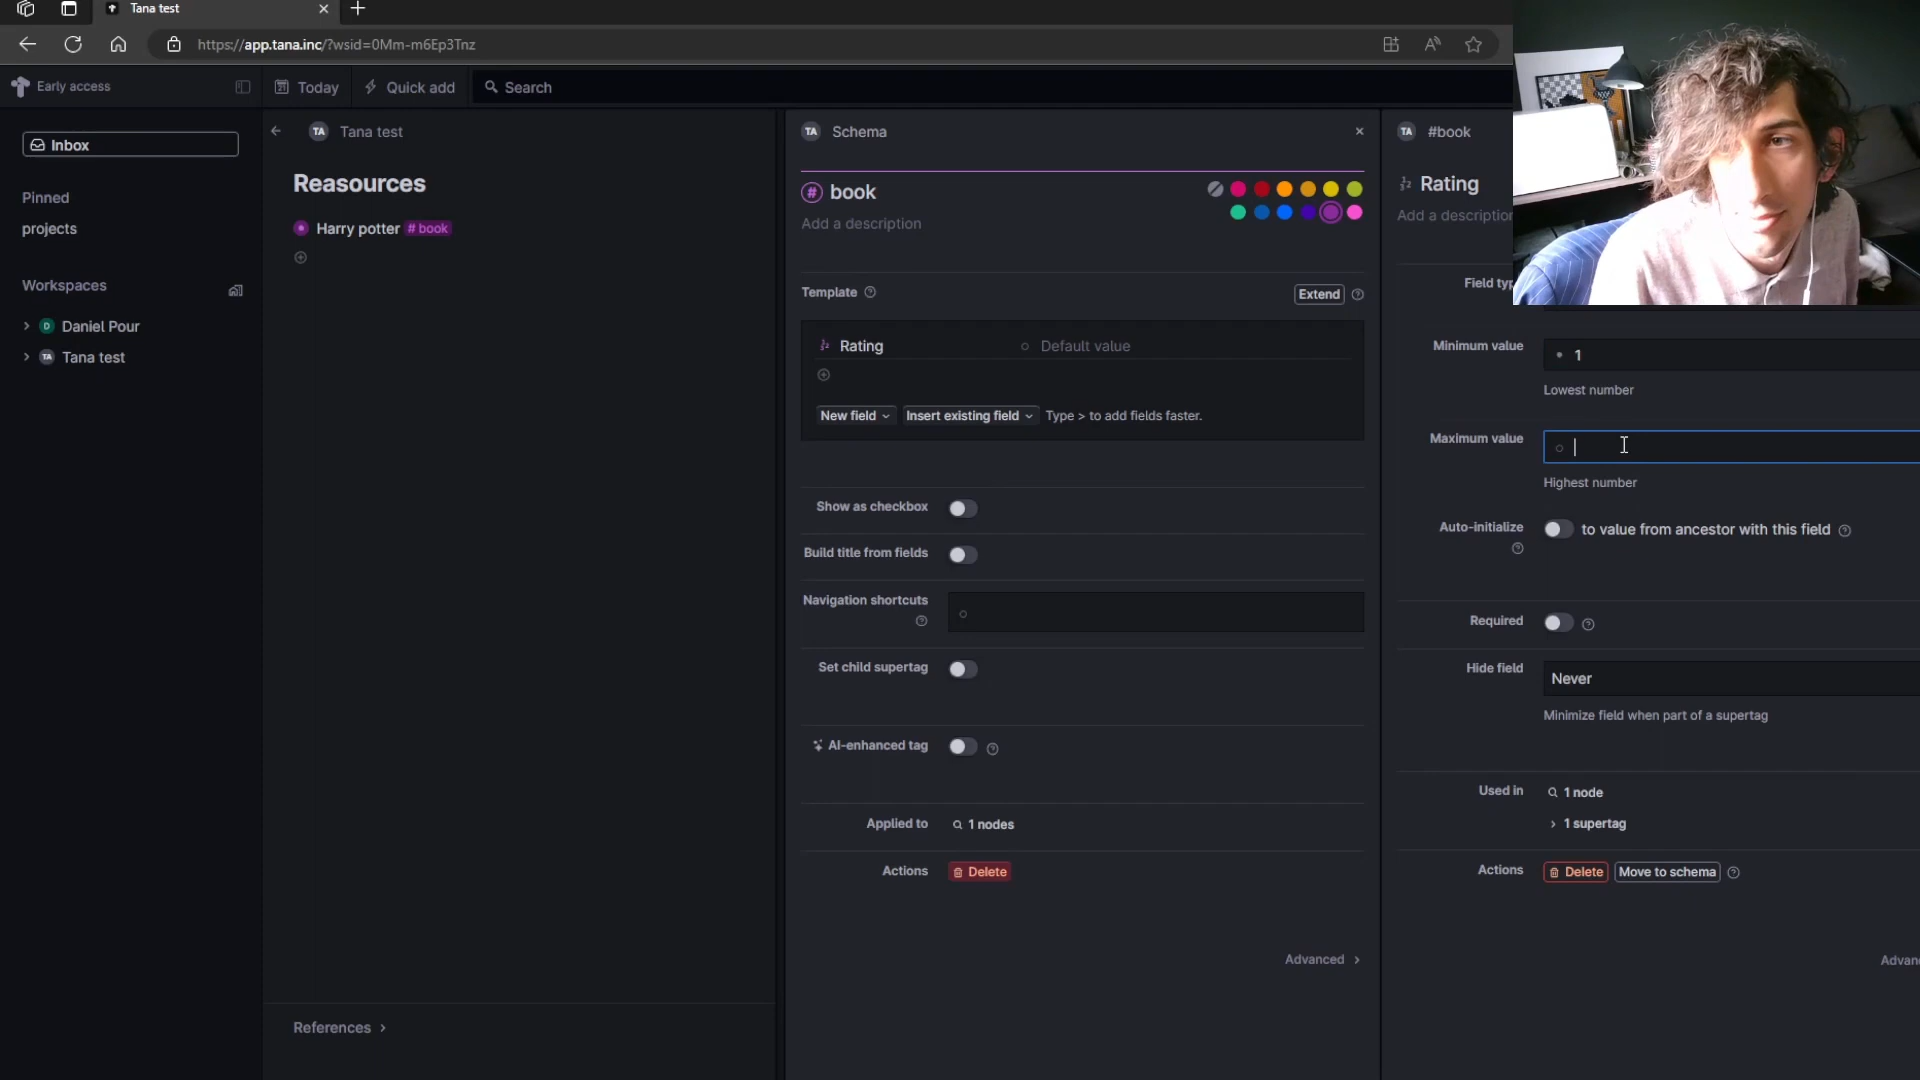 Tana test
https://app.tana.inc/?wsid=0Mm-m6Ep3Tnz
Early access
Today
Quick add
Search
Inbox
Pinned
projects
Workspaces
D Daniel Pour
TA Tana test
TA Tana test
Reasources
Harry potter # book
References
TA Schema
# book
Add a description
Template
Extend
Rating
Default value
New field
Insert existing field
Type > to add fields faster.
Show as checkbox
Build title from fields
Navigation shortcuts
Set child supertag
AI-enhanced tag
Applied to
1 nodes
Actions
Delete
Advanced
TA #book
Rating
Add a description
Field typ
Minimum value
1
Lowest number
Maximum value
Highest number
Auto-initialize
to value from ancestor with this field
Required
Hide field
Never
Minimize field when part of a supertag
Used in
1 node
1 supertag
Actions
Delete
Move to schema
Advan